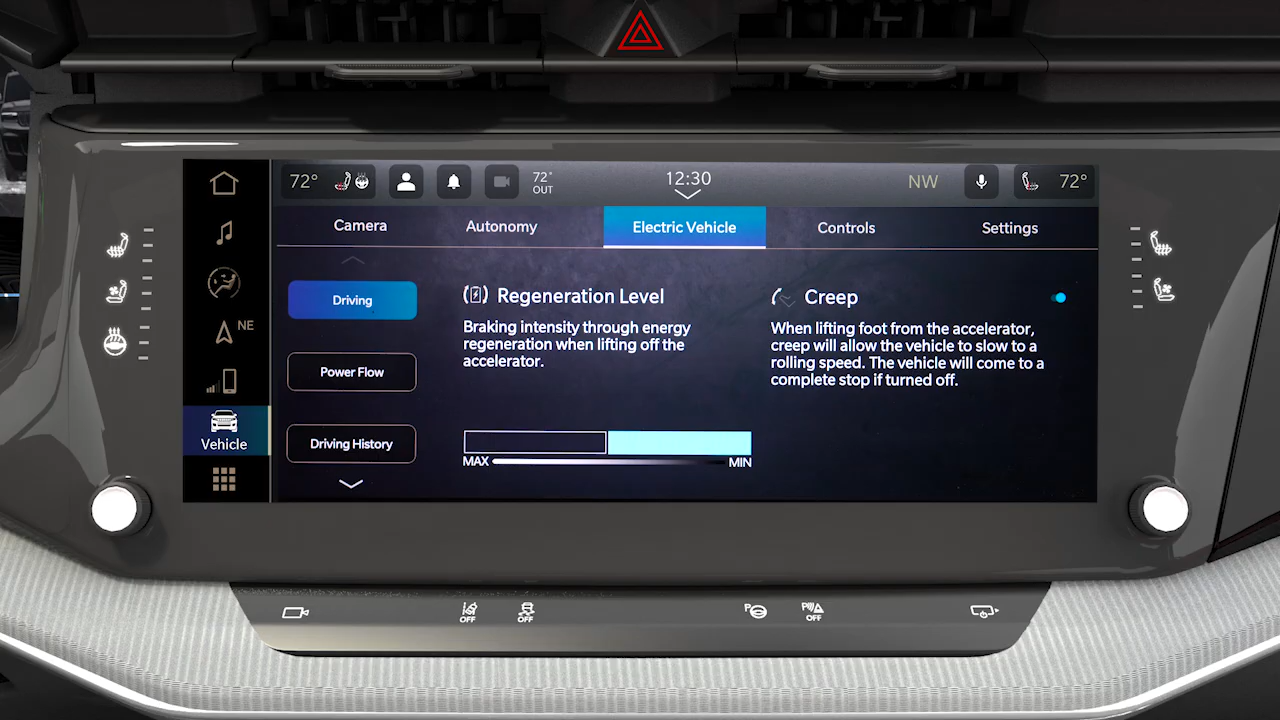 72°
72°
OUT
12:30
NW
72°
Camera
Autonomy
Electric Vehicle
Controls
Settings
NE
Vehicle
Driving
Power Flow
Driving History
Regeneration Level
Braking intensity through energy
regeneration when lifting off the
accelerator.
MAX
MIN
Creep
When lifting foot from the accelerator,
creep will allow the vehicle to slow to a
rolling speed. The vehicle will come to a
complete stop if turned off.
OFF
OFF
P
P
OFF